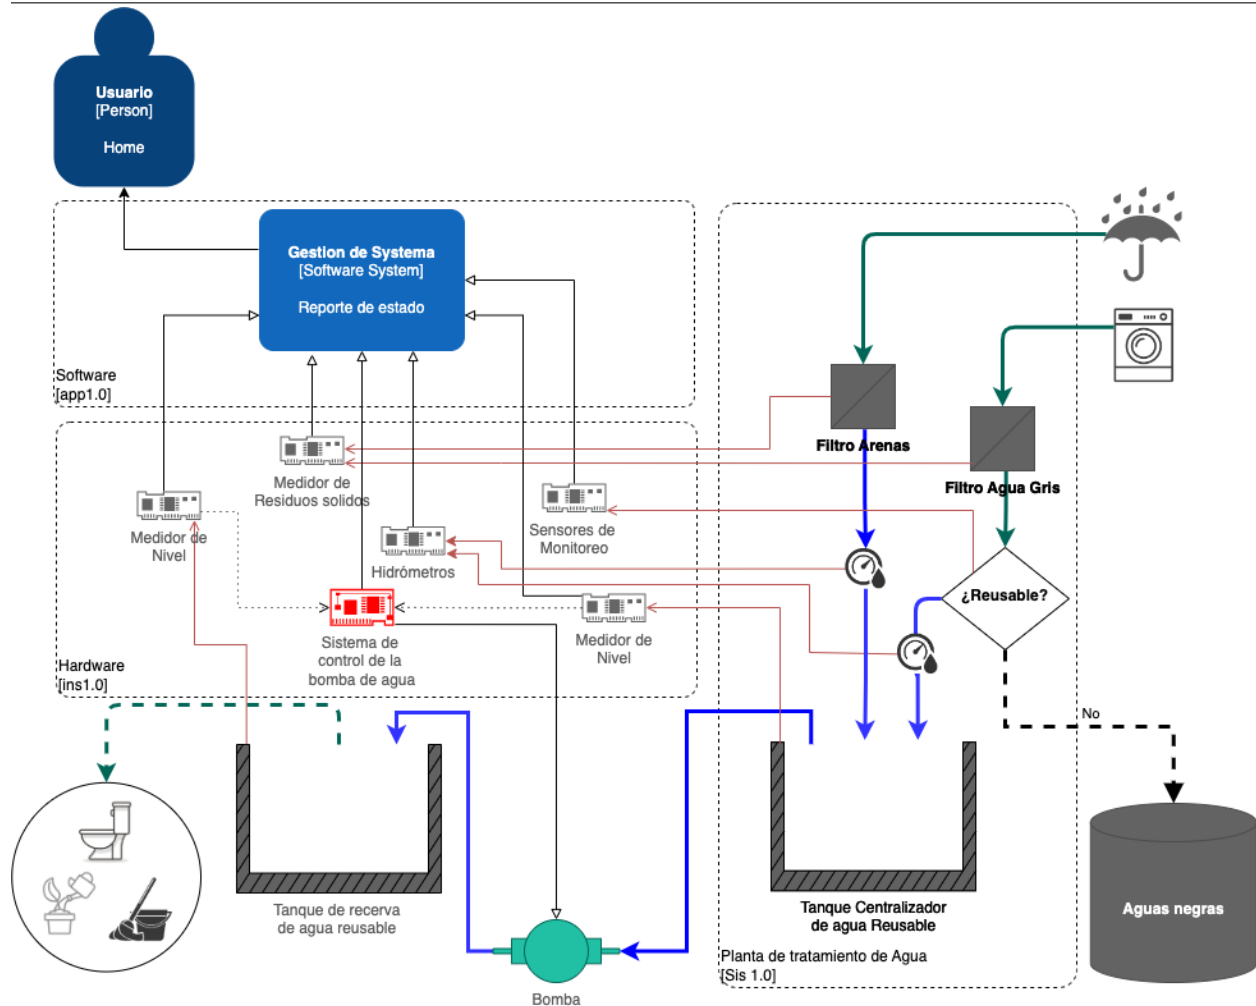 Usuario
[Person]
Home
Gestion de Systema
[Software System]
Reporte de estado
Software
[app1.0]
Filtro Arenas
Filtro Agua Gris
Medidor de
Residuos solidos
Medidor de
Nivel
Sensores de
Monitoreo
Hidrómetros
¿Reusable?
Sistema de
control de la
bomba de agua
Medidor de
Nivel
Hardware
[ins1.0]
No
Tanque de recerva
de agua reusable
Tanque Centralizador
de agua Reusable
Aguas negras
Planta de tratamiento de Agua
[Sis 1.0]
Bomba